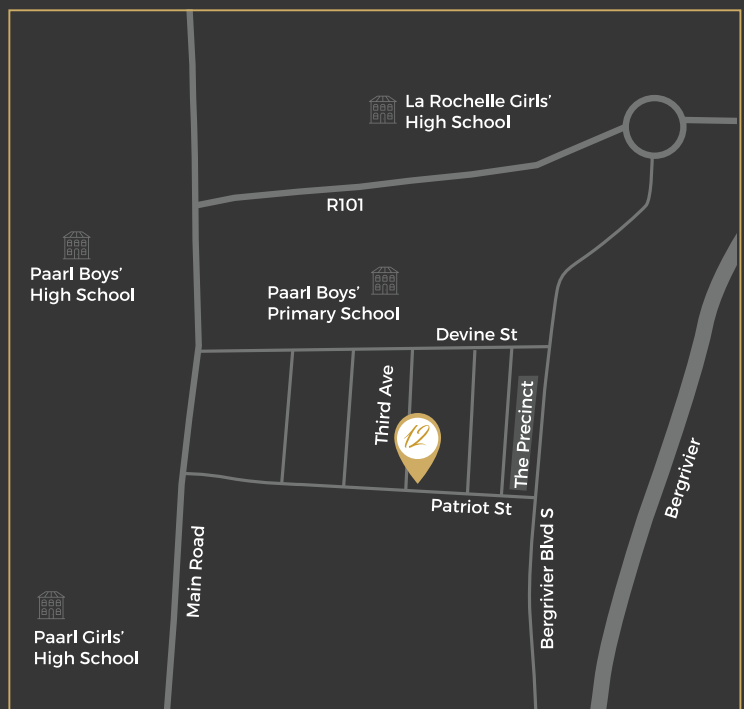 La Rochelle Girls'
High School
R101
Paarl Boys'
High School
Paarl Boys'
Primary School
Devine St
Third Ave
12
The Precinct
Patriot St
Bergrivier
Main Road
Bergrivier Blvd S
Paarl Girls'
High School